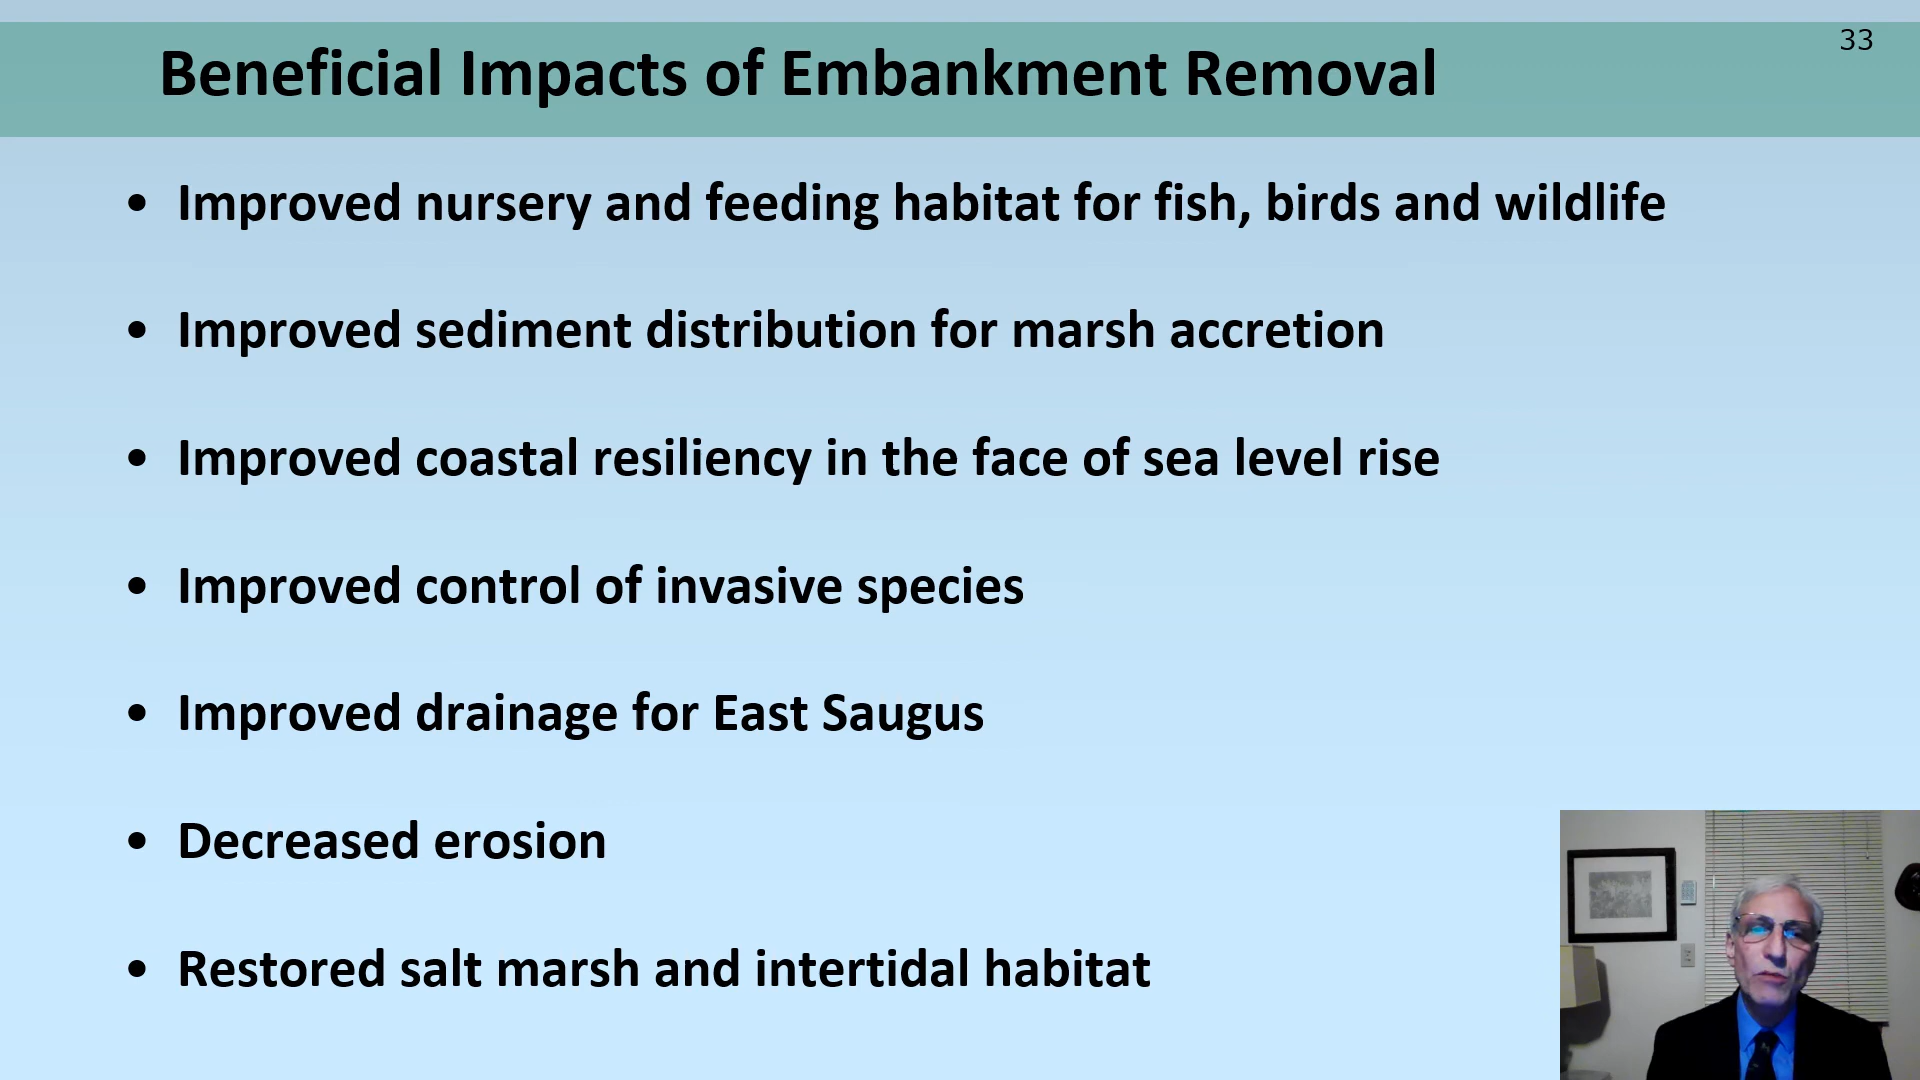 33
Beneficial Impacts of Embankment Removal
• Improved nursery and feeding habitat for fish, birds and wildlife
• Improved sediment distribution for marsh accretion
• Improved coastal resiliency in the face of sea level rise
• Improved control of invasive species
• Improved drainage for East Saugus
• Decreased erosion
• Restored salt marsh and intertidal habitat